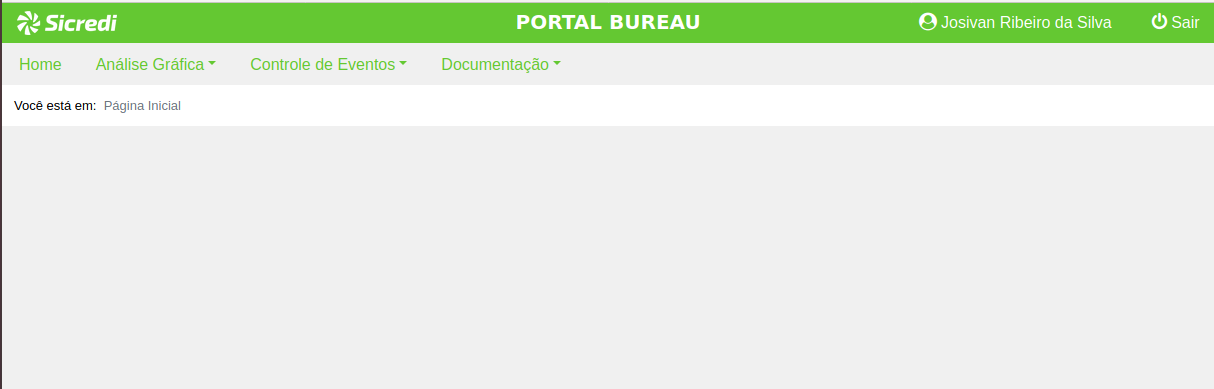 Sicredi PORTAL BUREAU Josivan Ribeiro da Silva Sair
Home Análise Gráfica Controle de Eventos Documentação
Você está em: Página Inicial